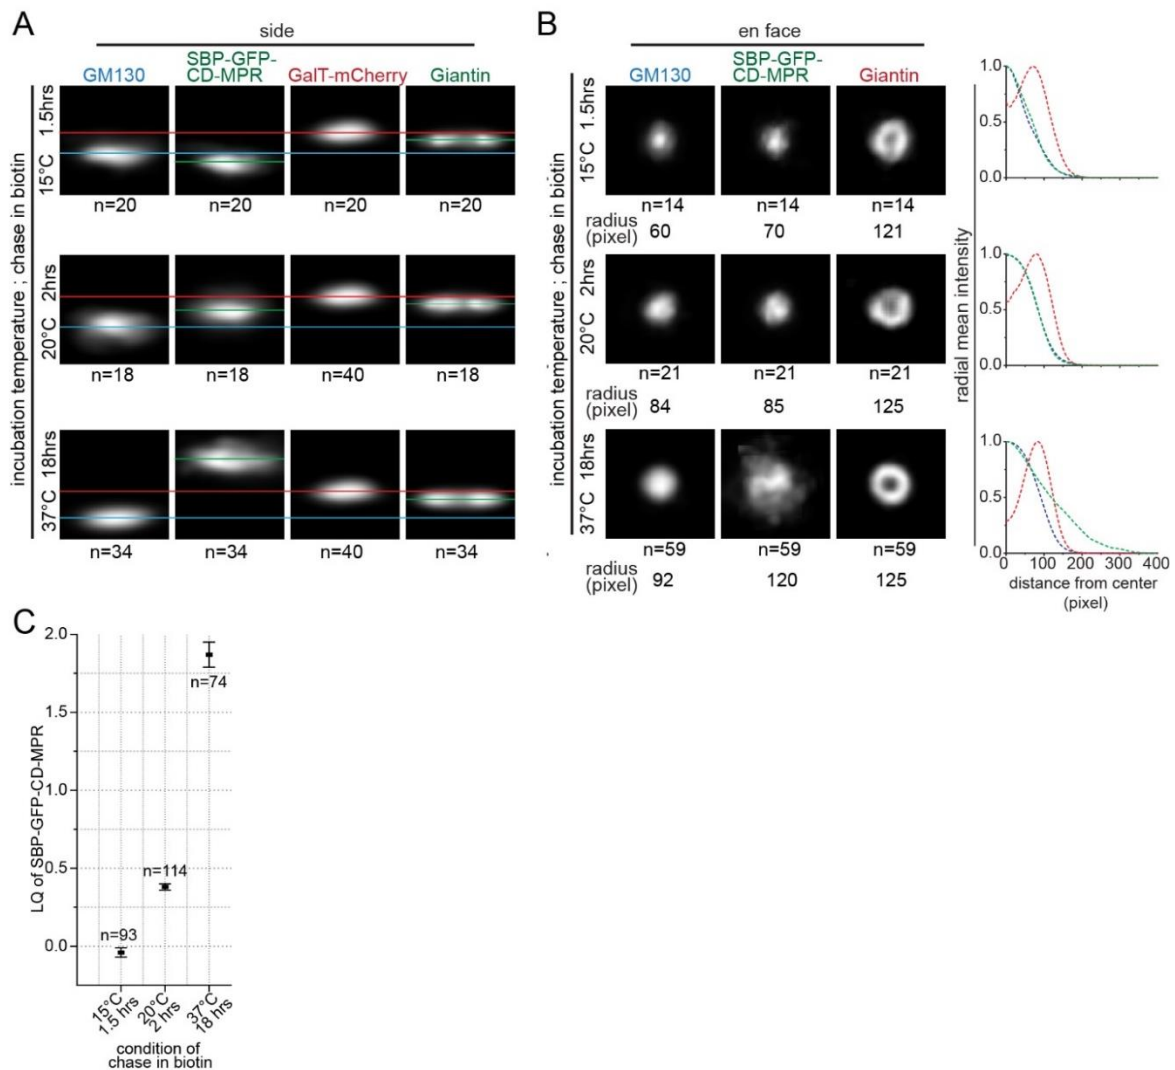 A
side
GM130
SBP-GFP-
CD-MPR
GalT-mCherry
Giantin
incubation temperature ; chase in biotin
15°C 1.5hrs
n=20
n=20
n=20
n=20
20°C 2hrs
n=18
n=18
n=40
n=18
37°C 18hrs
n=34
n=34
n=40
n=34
B
en face
GM130
SBP-GFP-
CD-MPR
Giantin
incubation temperature ; chase in biotin
15°C 1.5hrs
n=14
n=14
n=14
radius
(pixel)
60
70
121
20°C 2hrs
n=21
n=21
n=21
radius
(pixel)
84
85
125
37°C 18hrs
n=59
n=59
n=59
radius
(pixel)
92
120
125
radial mean intensity
1.0
0.5
0.0
1.0
0.5
0.0
1.0
0.5
0.0
0 100 200 300 400
distance from center
(pixel)
C
LQ of SBP-GFP-CD-MPR
2.0
1.5
1.0
0.5
0.0
n=93
n=114
n=74
15°C
1.5 hrs
20°C
2 hrs
37°C
18 hrs
condition of
chase in biotin